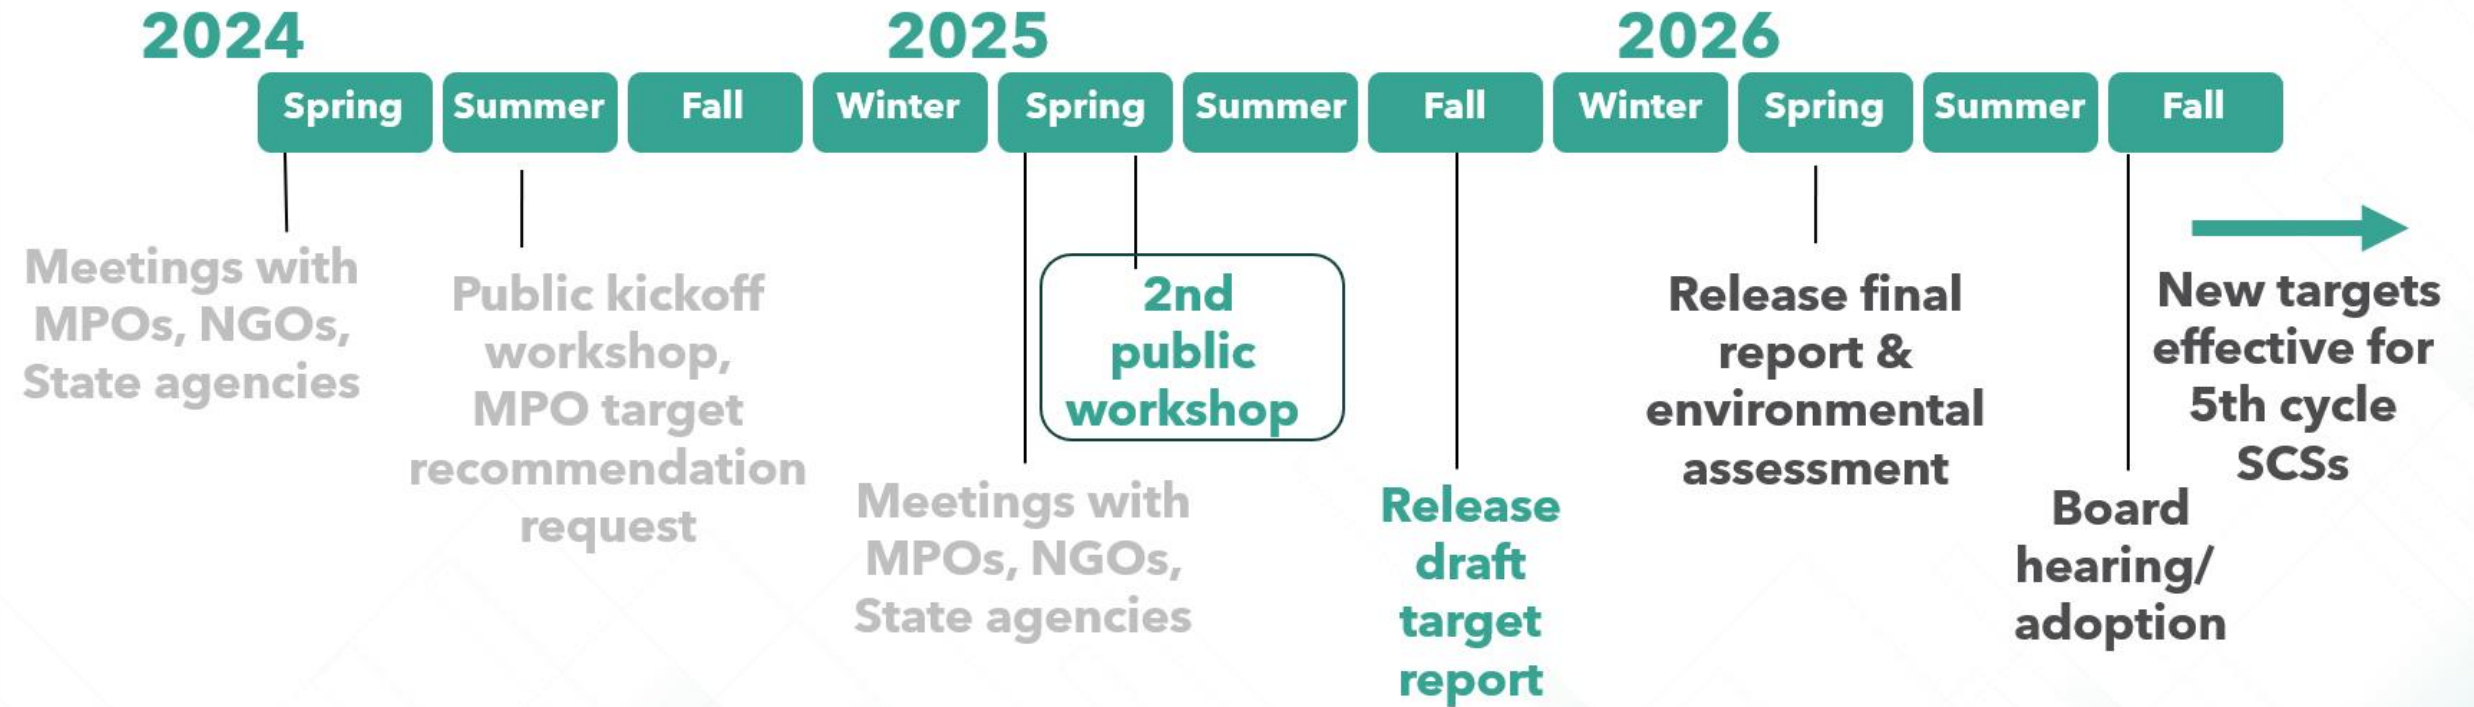 2024
2025
2026
Spring
Summer
Fall
Winter
Spring
Summer
Fall
Winter
Spring
Summer
Fall
Meetings with
MPOs, NGOs,
State agencies
Public kickoff
workshop,
MPO target
recommendation
request
Meetings with
MPOs, NGOs,
State agencies
2nd
public
workshop
Release
draft
target
report
Release final
report &
environmental
assessment
Board
hearing/
adoption
New targets
effective for
5th cycle
SCSs